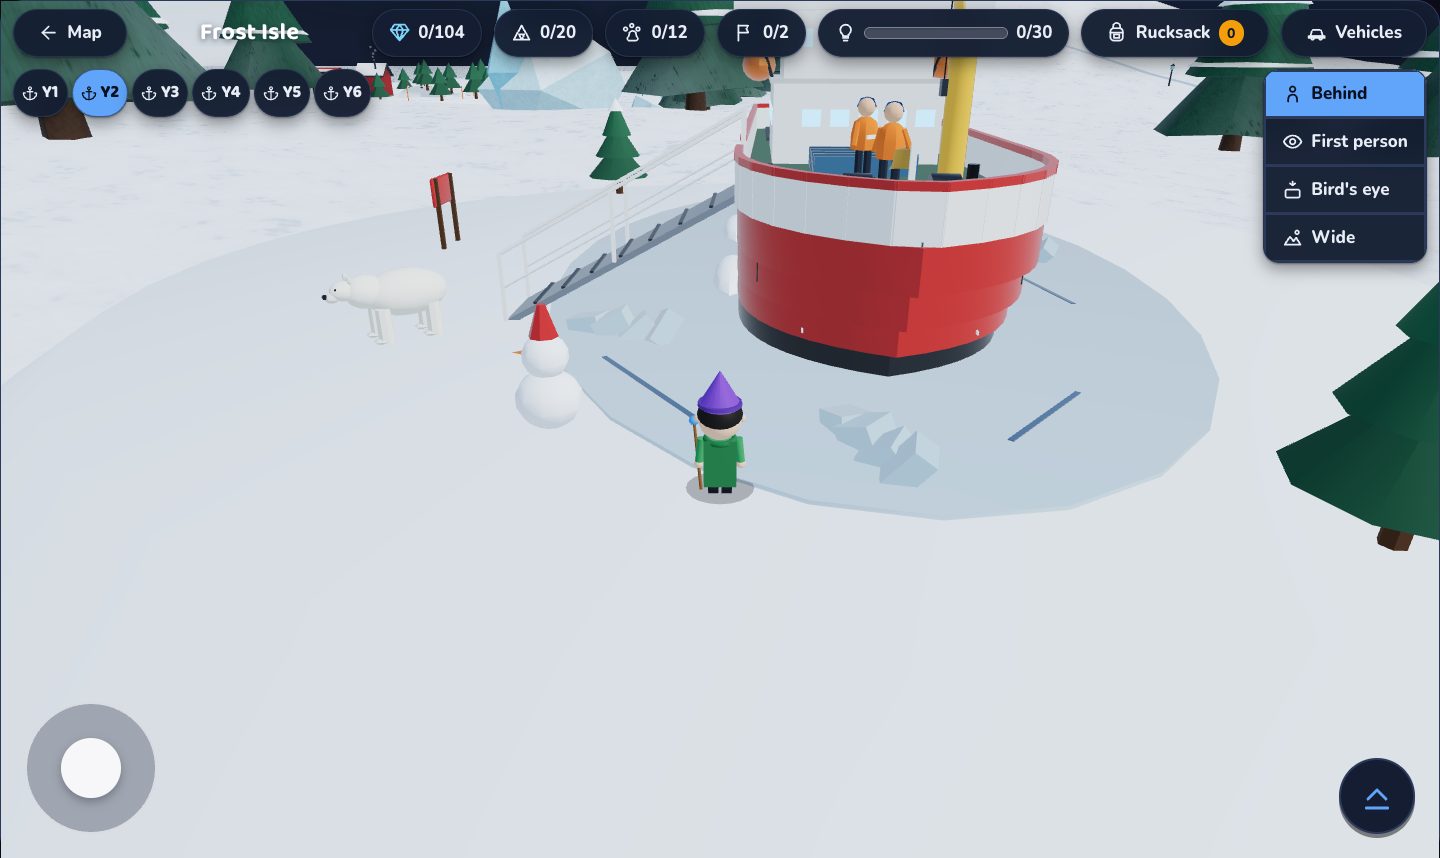 Map
Frost Isle
0/104
0/20
0/12
0/2
0/30
Rucksack 0
Vehicles
Y1
Y2
Y3
Y4
Y5
Y6
Behind
First person
Bird's eye
Wide